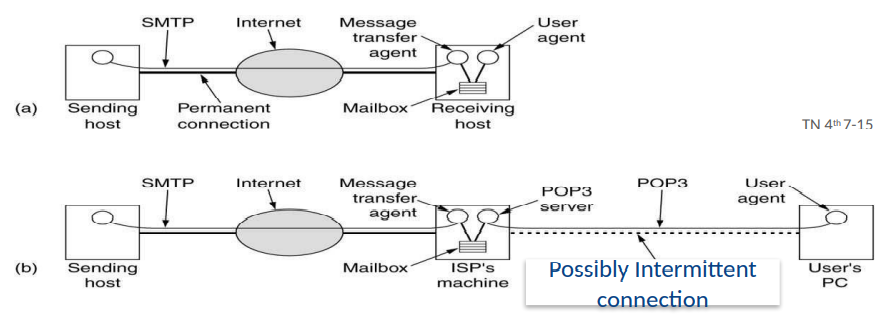 SMTP Internet Message transfer agent User agent
(a) Sending host Permanent connection Mailbox Receiving host
TN 4th 7-15
SMTP Internet Message transfer agent POP3 server POP3 User agent
(b) Sending host Mailbox ISP's machine Possibly Intermittent connection User's PC